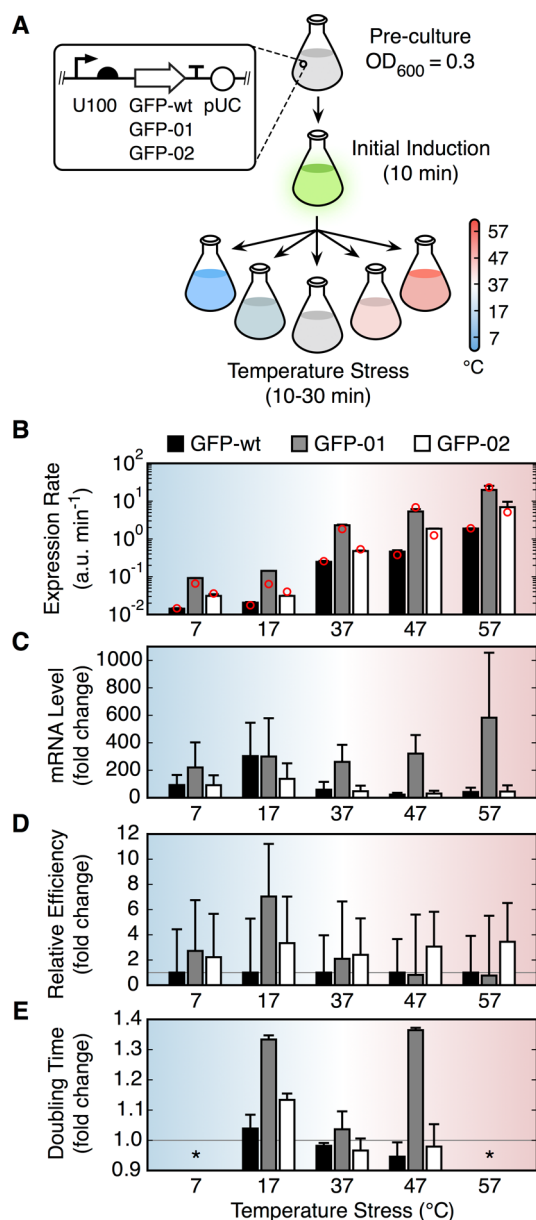 A
Pre-culture
OD600 = 0.3
U100 GFP-wt pUC
GFP-01
GFP-02
Initial Induction
(10 min)
57
47
37
17
7
°C
Temperature Stress
(10-30 min)
B
GFP-wt GFP-01 GFP-02
Expression Rate
(a.u. min-1)
10^2
10^1
10^0
10^-1
10^-2
7 17 37 47 57
C
mRNA Level
(fold change)
1000
800
600
400
200
0
7 17 37 47 57
D
Relative Efficiency
(fold change)
12
10
8
6
4
2
0
7 17 37 47 57
E
Doubling Time
(fold change)
1.4
1.3
1.2
1.1
1.0
0.9
* *
7 17 37 47 57
Temperature Stress (°C)